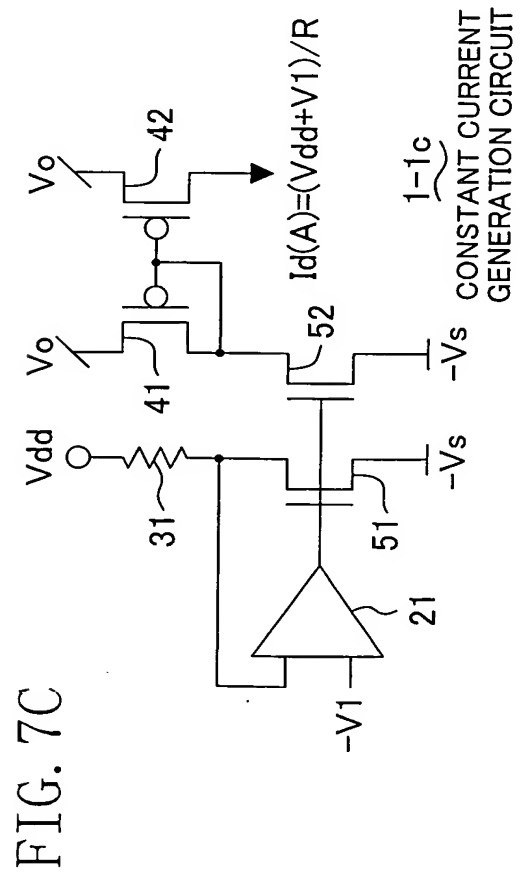 FIG. 7C
Vdd
Vo
Vo
31
41
42
Id(A)=(Vdd+V1)/R
52
-V1
21
51
-Vs
-Vs
1-1c
CONSTANT CURRENT
GENERATION CIRCUIT